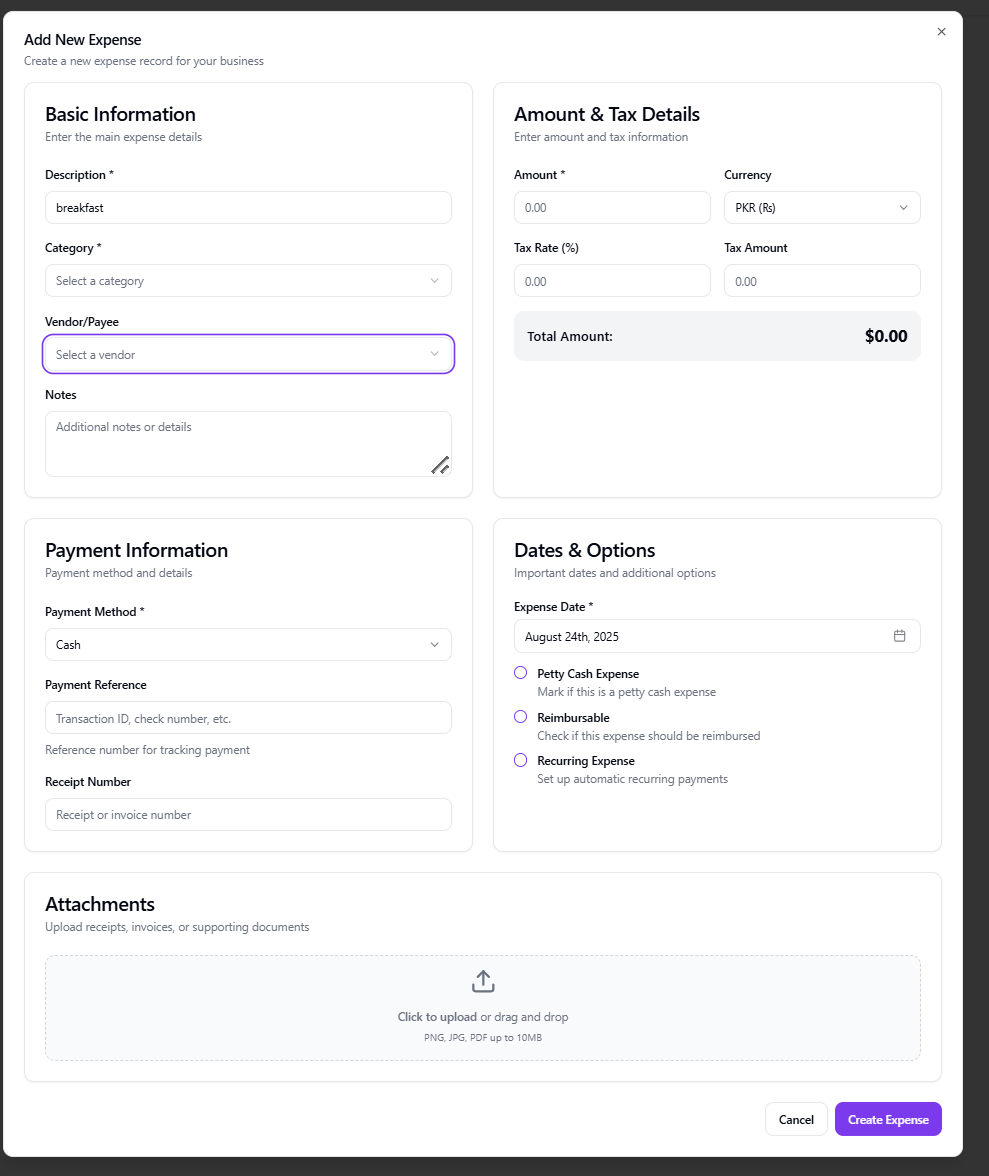 Add New Expense
Create a new expense record for your business
Basic Information
Enter the main expense details
Description *
breakfast
Category *
Select a category
Vendor/Payee
Select a vendor
Notes
Additional notes or details
Amount & Tax Details
Enter amount and tax information
Amount *
Currency
0.00
PKR (₨)
Tax Rate (%)
Tax Amount
0.00
0.00
Total Amount:
$0.00
Payment Information
Payment method and details
Payment Method *
Cash
Payment Reference
Transaction ID, check number, etc.
Reference number for tracking payment
Receipt Number
Receipt or invoice number
Dates & Options
Important dates and additional options
Expense Date *
August 24th, 2025
Petty Cash Expense
Mark if this is a petty cash expense
Reimbursable
Check if this expense should be reimbursed
Recurring Expense
Set up automatic recurring payments
Attachments
Upload receipts, invoices, or supporting documents
Click to upload or drag and drop
PNG, JPG, PDF up to 10MB
Cancel
Create Expense